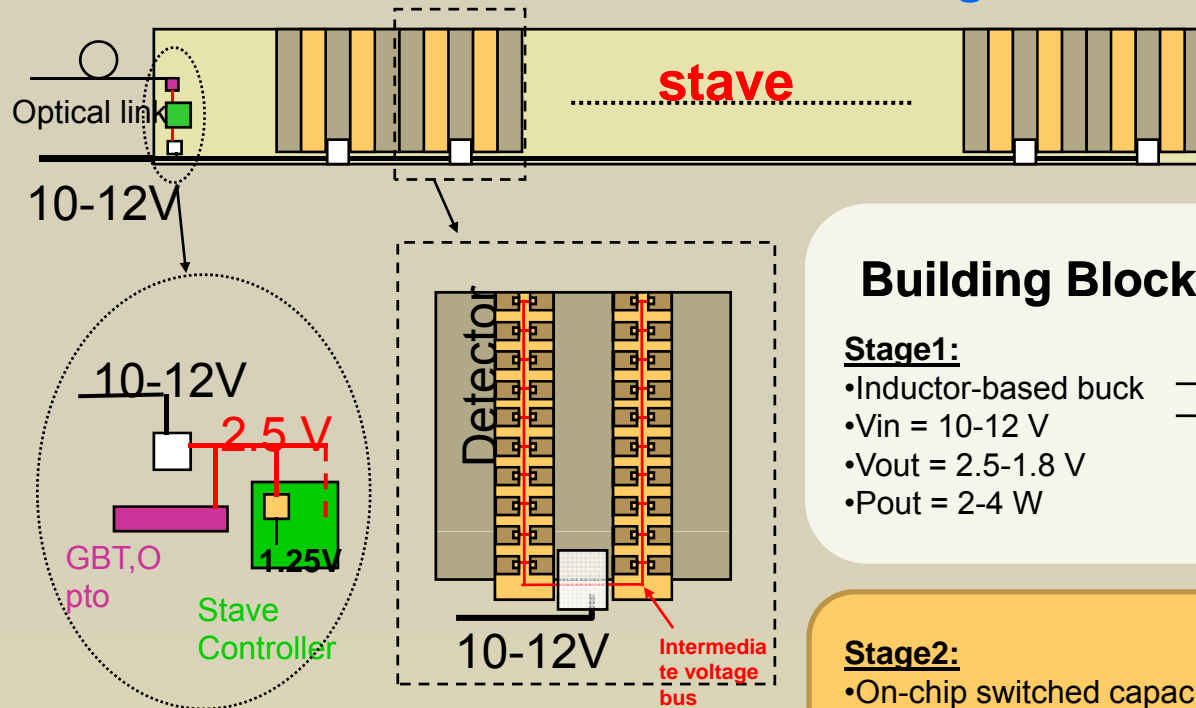 stave
Optical link
10-12V
10-12V
2.5 V
GBT,O
pto
1.25V
Stave
Controller
Detector
10-12V
Intermedia
te voltage
bus
Building Block
Stage1:
•Inductor-based buck
•Vin = 10-12 V
•Vout = 2.5-1.8 V
•Pout = 2-4 W
Stage2:
•On-chip switched capac